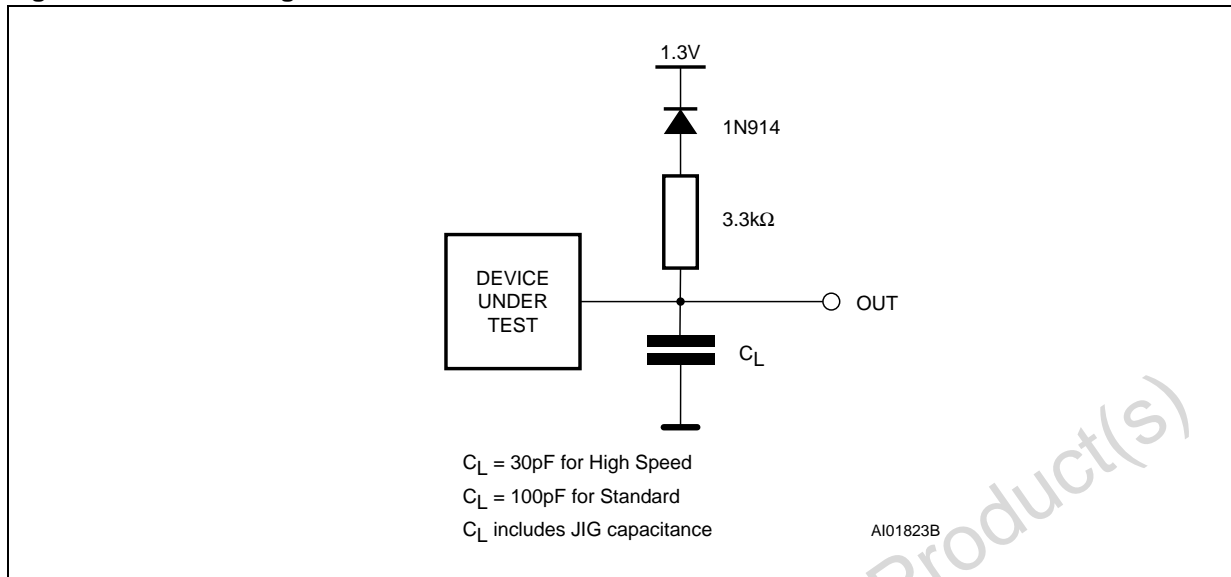 1.3V
1N914
3.3kΩ
DEVICE
UNDER
TEST
OUT
CL
CL = 30pF for High Speed
CL = 100pF for Standard
CL includes JIG capacitance
AI01823B
Product(s)